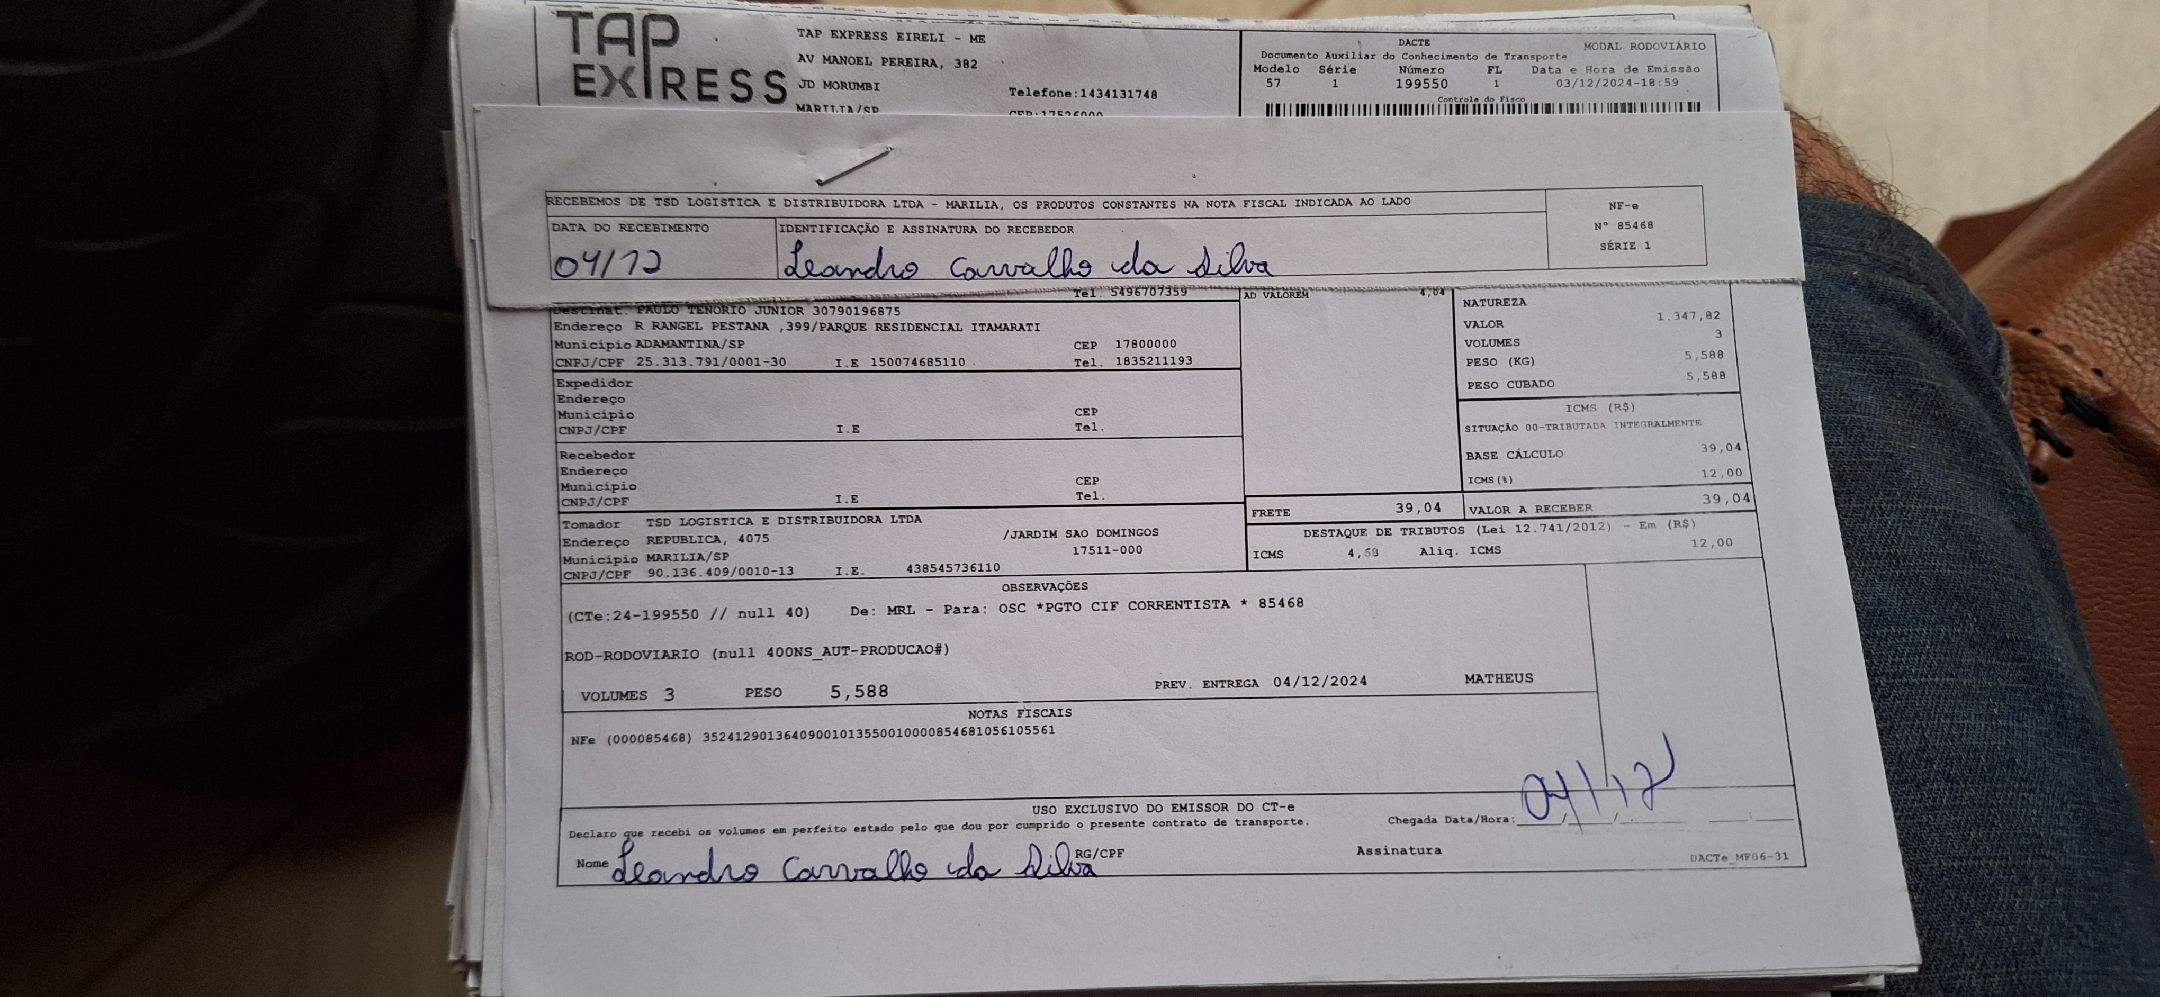 TAP EXPRESS
TAP EXPRESS EIRELI - ME
AV MANOEL PEREIRA, 382
JD MORUMBI
Telefone:1434131748
MARILIA/SP
CEP:17526000
DACTE MODAL RODOVIÁRIO
Documento Auxiliar do Conhecimento de Transporte
Modelo Série Número FL Data e Hora de Emissão
57 1 199550 1 03/12/2024-18:59
Controle do Fisco
RECEBEMOS DE TSD LOGISTICA E DISTRIBUIDORA LTDA - MARILIA, OS PRODUTOS CONSTANTES NA NOTA FISCAL INDICADA AO LADO
NF-e
Nº 85468
SÉRIE 1
DATA DO RECEBIMENTO IDENTIFICAÇÃO E ASSINATURA DO RECEBEDOR
04/12 Leandro Carvalho da Silva
Tel. 5496707359
Destinat. PAULO TENORIO JUNIOR 30790196875
Endereço R RANGEL PESTANA ,399/PARQUE RESIDENCIAL ITAMARATI
Município ADAMANTINA/SP CEP 17800000
CNPJ/CPF 25.313.791/0001-30 I.E 150074685110 Tel. 1835211193
Expedidor
Endereço
Município CEP
CNPJ/CPF I.E Tel.
Recebedor
Endereço
Município CEP
CNPJ/CPF I.E Tel.
Tomador TSD LOGISTICA E DISTRIBUIDORA LTDA
Endereço REPUBLICA, 4075 /JARDIM SAO DOMINGOS
Município MARILIA/SP 17511-000
CNPJ/CPF 90.136.409/0010-13 I.E. 438545736110
AD VALOREM 4,04
NATUREZA
VALOR 1.347,82
VOLUMES 3
PESO (KG) 5,588
PESO CUBADO 5,588
ICMS (R$)
SITUAÇÃO 00-TRIBUTADA INTEGRALMENTE
BASE CÁLCULO 39,04
ICMS(%) 12,00
FRETE 39,04 VALOR A RECEBER 39,04
DESTAQUE DE TRIBUTOS (Lei 12.741/2012) - Em (R$)
ICMS 4,68 Aliq. ICMS 12,00
OBSERVAÇÕES
(CTe:24-199550 // null 40) De: MRL - Para: OSC *PGTO CIF CORRENTISTA * 85468
ROD-RODOVIARIO (null 400NS_AUT-PRODUCAO#)
VOLUMES 3 PESO 5,588 PREV. ENTREGA 04/12/2024 MATHEUS
NOTAS FISCAIS
NFe (000085468) 35241290136409001013550010000854681056105561
USO EXCLUSIVO DO EMISSOR DO CT-e
Declaro que recebi os volumes em perfeito estado pelo que dou por cumprido o presente contrato de transporte.
Chegada Data/Hora: 04/12
Nome Leandro Carvalho da Silva RG/CPF Assinatura
DACTe_MF06-31